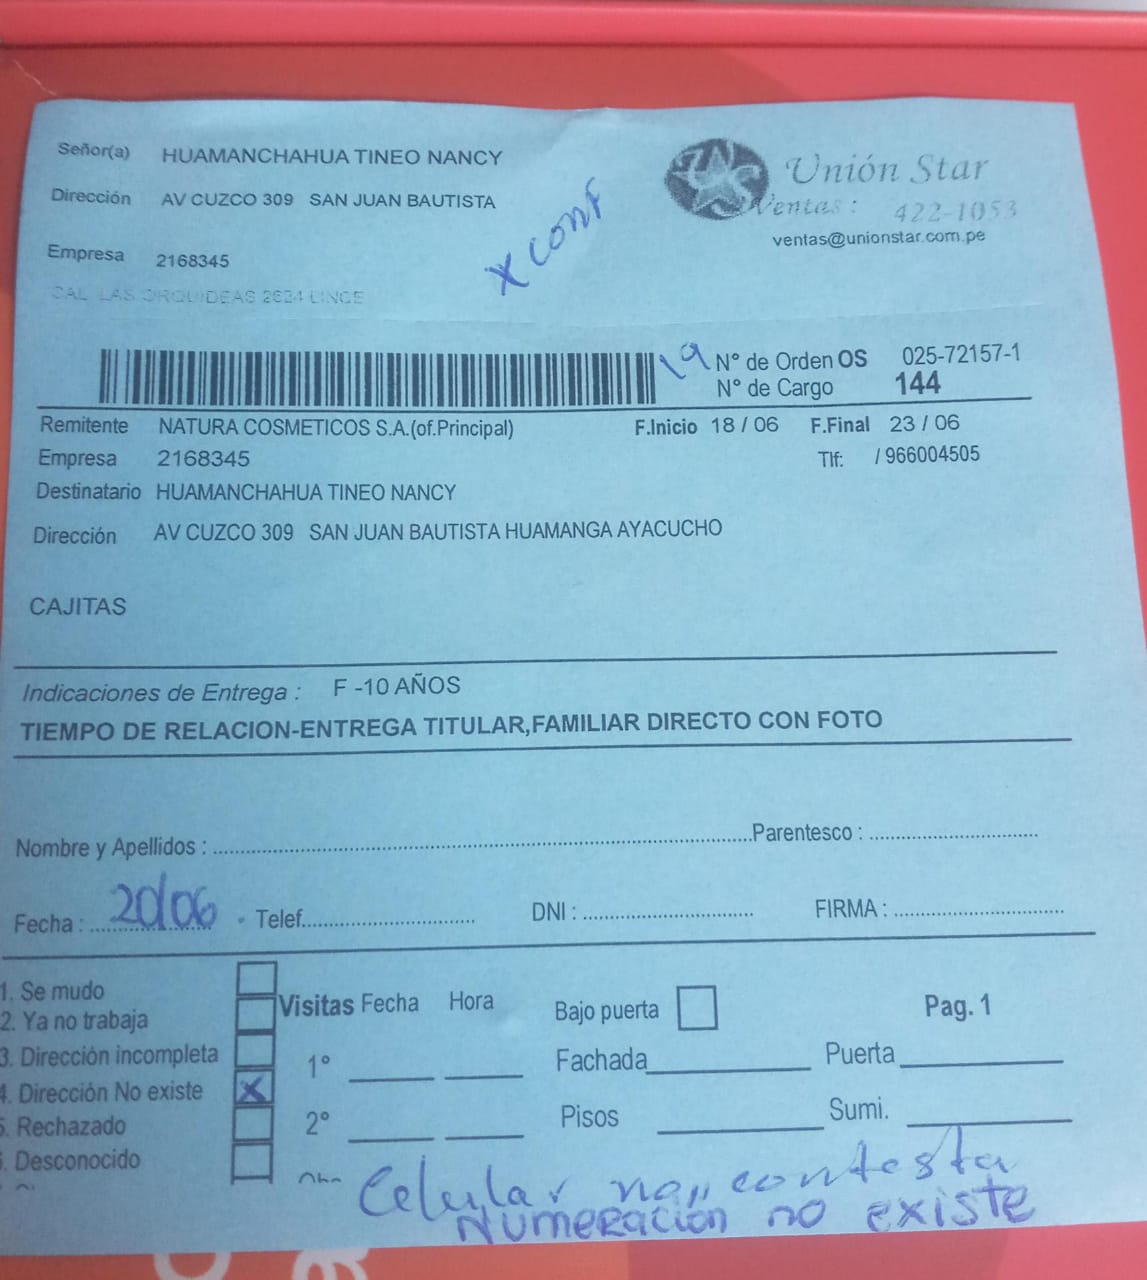 Señor(a) HUAMANCHAHUA TINEO NANCY
Unión Star
Dirección AV CUZCO 309 SAN JUAN BAUTISTA
Ventas : 422-1053
ventas@unionstar.com.pe
x conf
Empresa 2168345
CAL LAS ORQUIDEAS 2634 LINCE
19
N° de Orden OS 025-72157-1
N° de Cargo 144
Remitente NATURA COSMETICOS S.A.(of.Principal) F.Inicio 18 / 06 F.Final 23 / 06
Empresa 2168345 Tlf: / 966004505
Destinatario HUAMANCHAHUA TINEO NANCY
Dirección AV CUZCO 309 SAN JUAN BAUTISTA HUAMANGA AYACUCHO
CAJITAS
Indicaciones de Entrega : F -10 AÑOS
TIEMPO DE RELACION-ENTREGA TITULAR,FAMILIAR DIRECTO CON FOTO
Nombre y Apellidos : Parentesco :
Fecha : 20/06 Telef. DNI : FIRMA :
1. Se mudo
2. Ya no trabaja
3. Dirección incompleta
4. Dirección No existe X
5. Rechazado
. Desconocido
Visitas Fecha Hora
1°
2°
Bajo puerta
Fachada
Pisos
Pag. 1
Puerta
Sumi.
Celular no,, contesta
Numeracion no existe